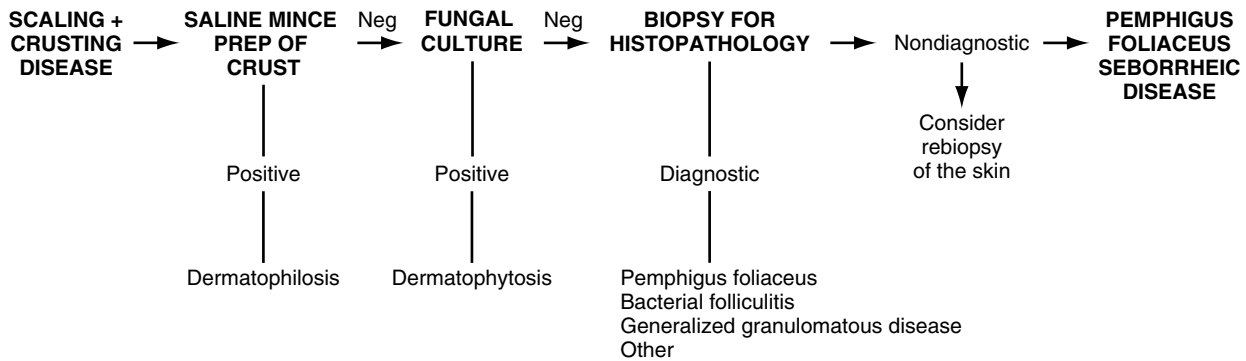 SCALING +
CRUSTING
DISEASE
SALINE MINCE
PREP OF
CRUST
Neg
FUNGAL
CULTURE
Neg
BIOPSY FOR
HISTOPATHOLOGY
Nondiagnostic
PEMPHIGUS
FOLIACEUS
SEBORRHEIC
DISEASE
Consider
rebiopsy
of the skin
Positive
Positive
Diagnostic
Dermatophilosis
Dermatophytosis
Pemphigus foliaceus
Bacterial folliculitis
Generalized granulomatous disease
Other